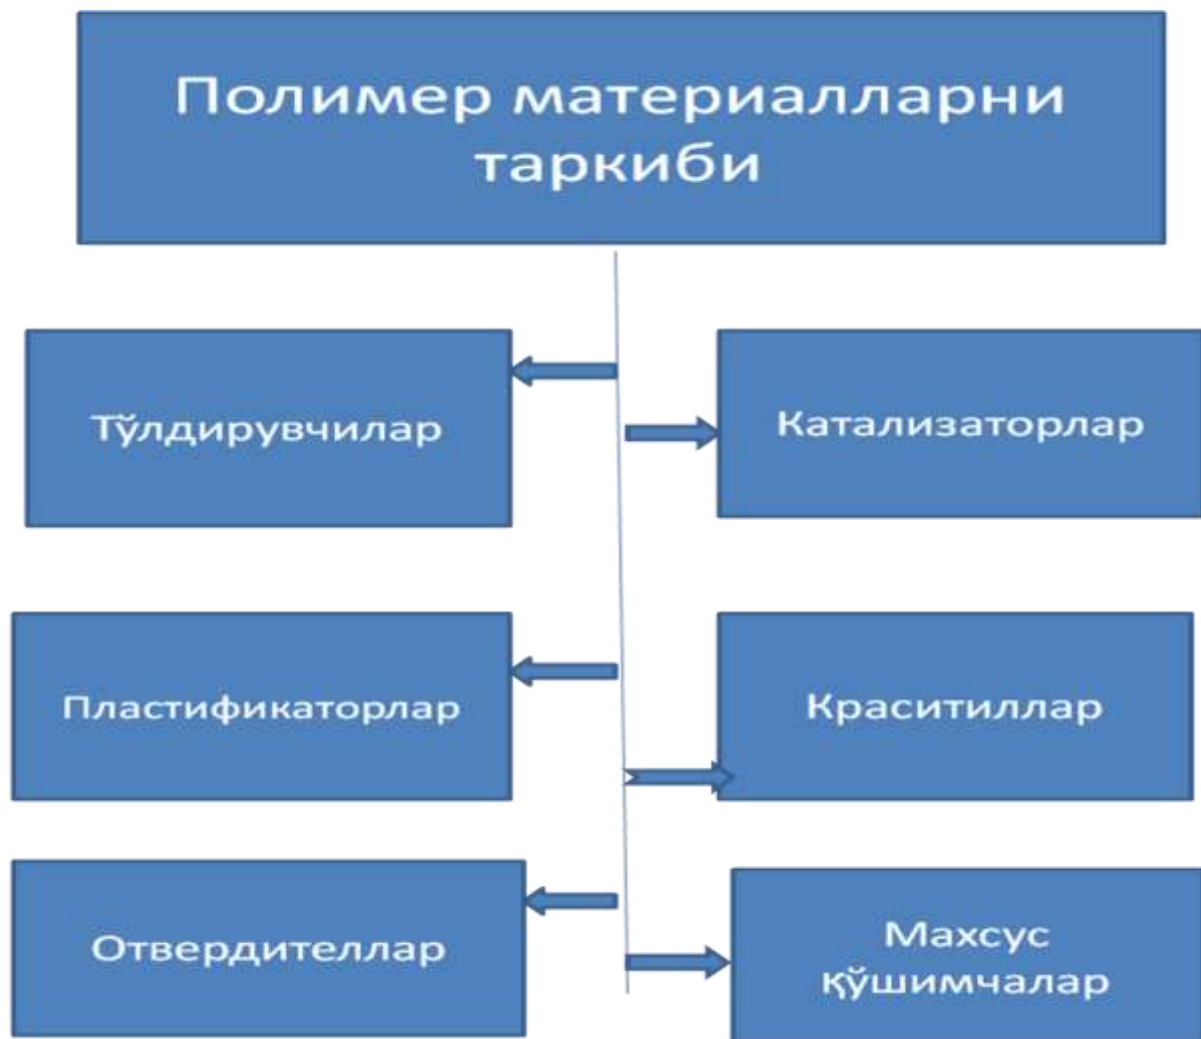 Полимер материалларни
таркиби
Тўлдирувчилар
Катализаторлар
Пластификаторлар
Краситиллар
Отвердителлар
Махсус
қўшимчалар